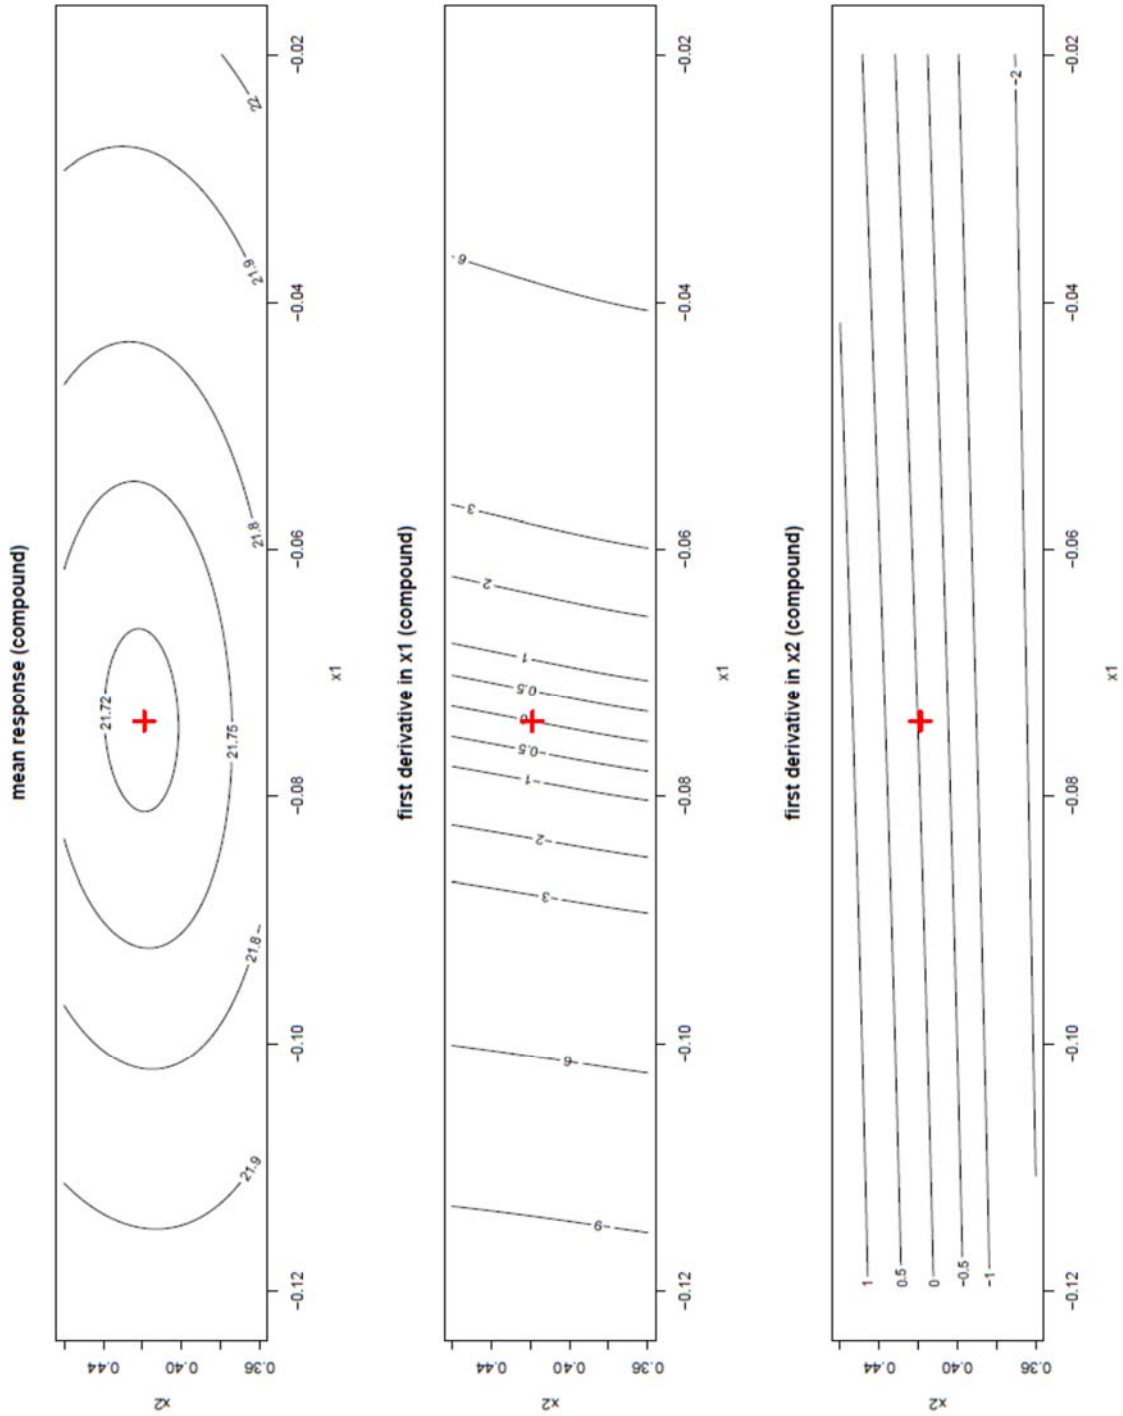 mean response (compound)
21.9
21.8
21.75
21.72
21.8
21.9
22
−0.12 −0.10 −0.08 −0.06 −0.04 −0.02
x1
0.36 0.40 0.44
x2
first derivative in x1 (compound)
−9
−6
−3
−2
−1
−0.5
0
0.5
1
2
3
6
−0.12 −0.10 −0.08 −0.06 −0.04 −0.02
x1
0.36 0.40 0.44
x2
first derivative in x2 (compound)
1
0.5
0
−0.5
−1
−2
−0.12 −0.10 −0.08 −0.06 −0.04 −0.02
x1
0.36 0.40 0.44
x2